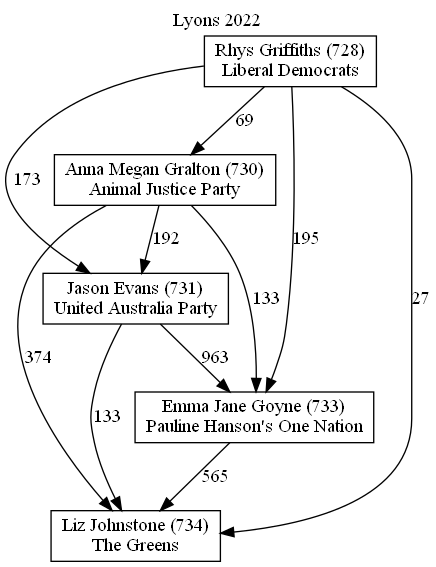 Lyons 2022
Rhys Griffiths (728)
Liberal Democrats
69
Anna Megan Gralton (730)
Animal Justice Party
173
192
133
195
27
Jason Evans (731)
United Australia Party
374
133
963
Emma Jane Goyne (733)
Pauline Hanson's One Nation
565
Liz Johnstone (734)
The Greens